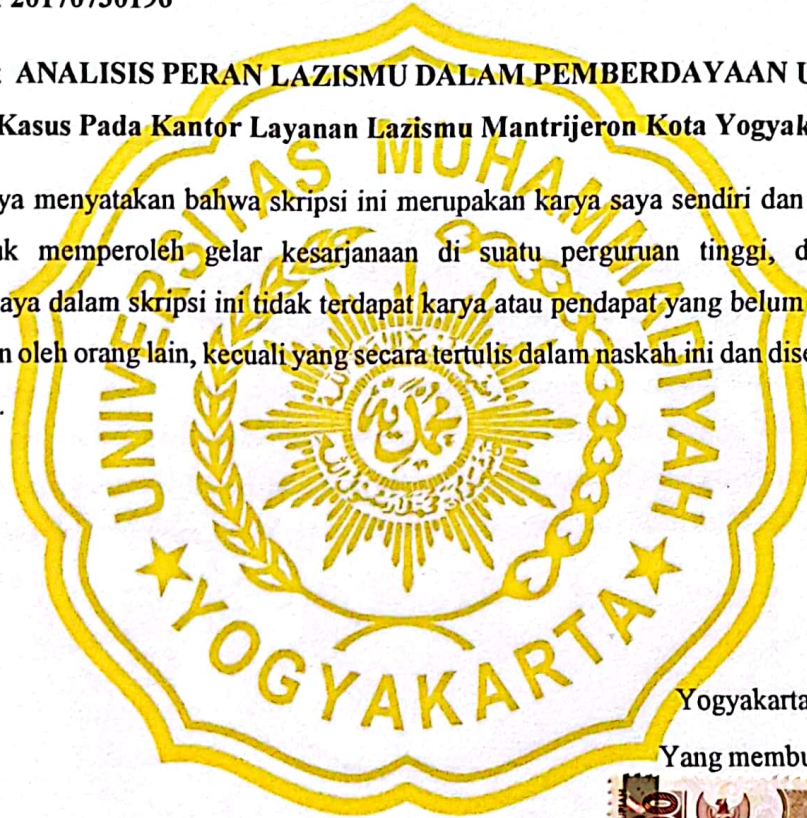 : ANALISIS PERAN LAZISMU DALAM PEMBERDAYAAN U
Kasus Pada Kantor Layanan Lazismu Mantrijeron Kota Yogyak
ya menyatakan bahwa skripsi ini merupakan karya saya sendiri dan
ak memperoleh gelar kesarjanaan di suatu perguruan tinggi, d
aya dalam skripsi ini tidak terdapat karya atau pendapat yang belum
n oleh orang lain, kecuali yang secara tertulis dalam naskah ini dan dise
.
UNIVERSITAS MUHAMMADIYAH
محمدية
★ YOGYAKARTA ★
Yogyakarta
Yang membu